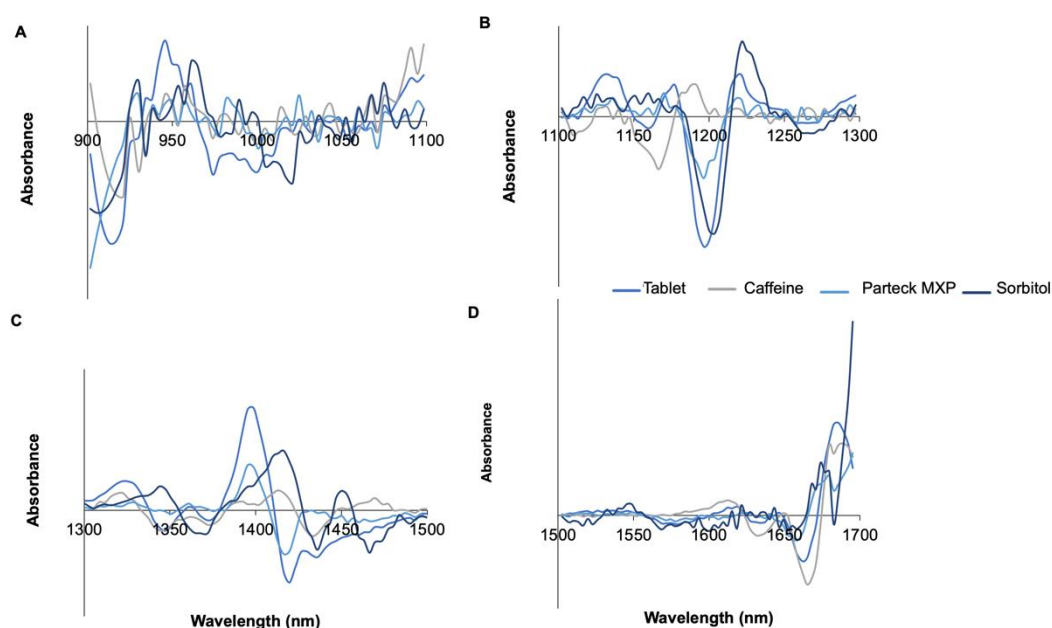 A
Absorbance
900 950 1000 1050 1100
B
Absorbance
1100 1150 1200 1250 1300
Tablet Caffeine Parteck MXP Sorbitol
C
Absorbance
1300 1350 1400 1450 1500
Wavelength (nm)
D
Absorbance
1500 1550 1600 1650 1700
Wavelength (nm)